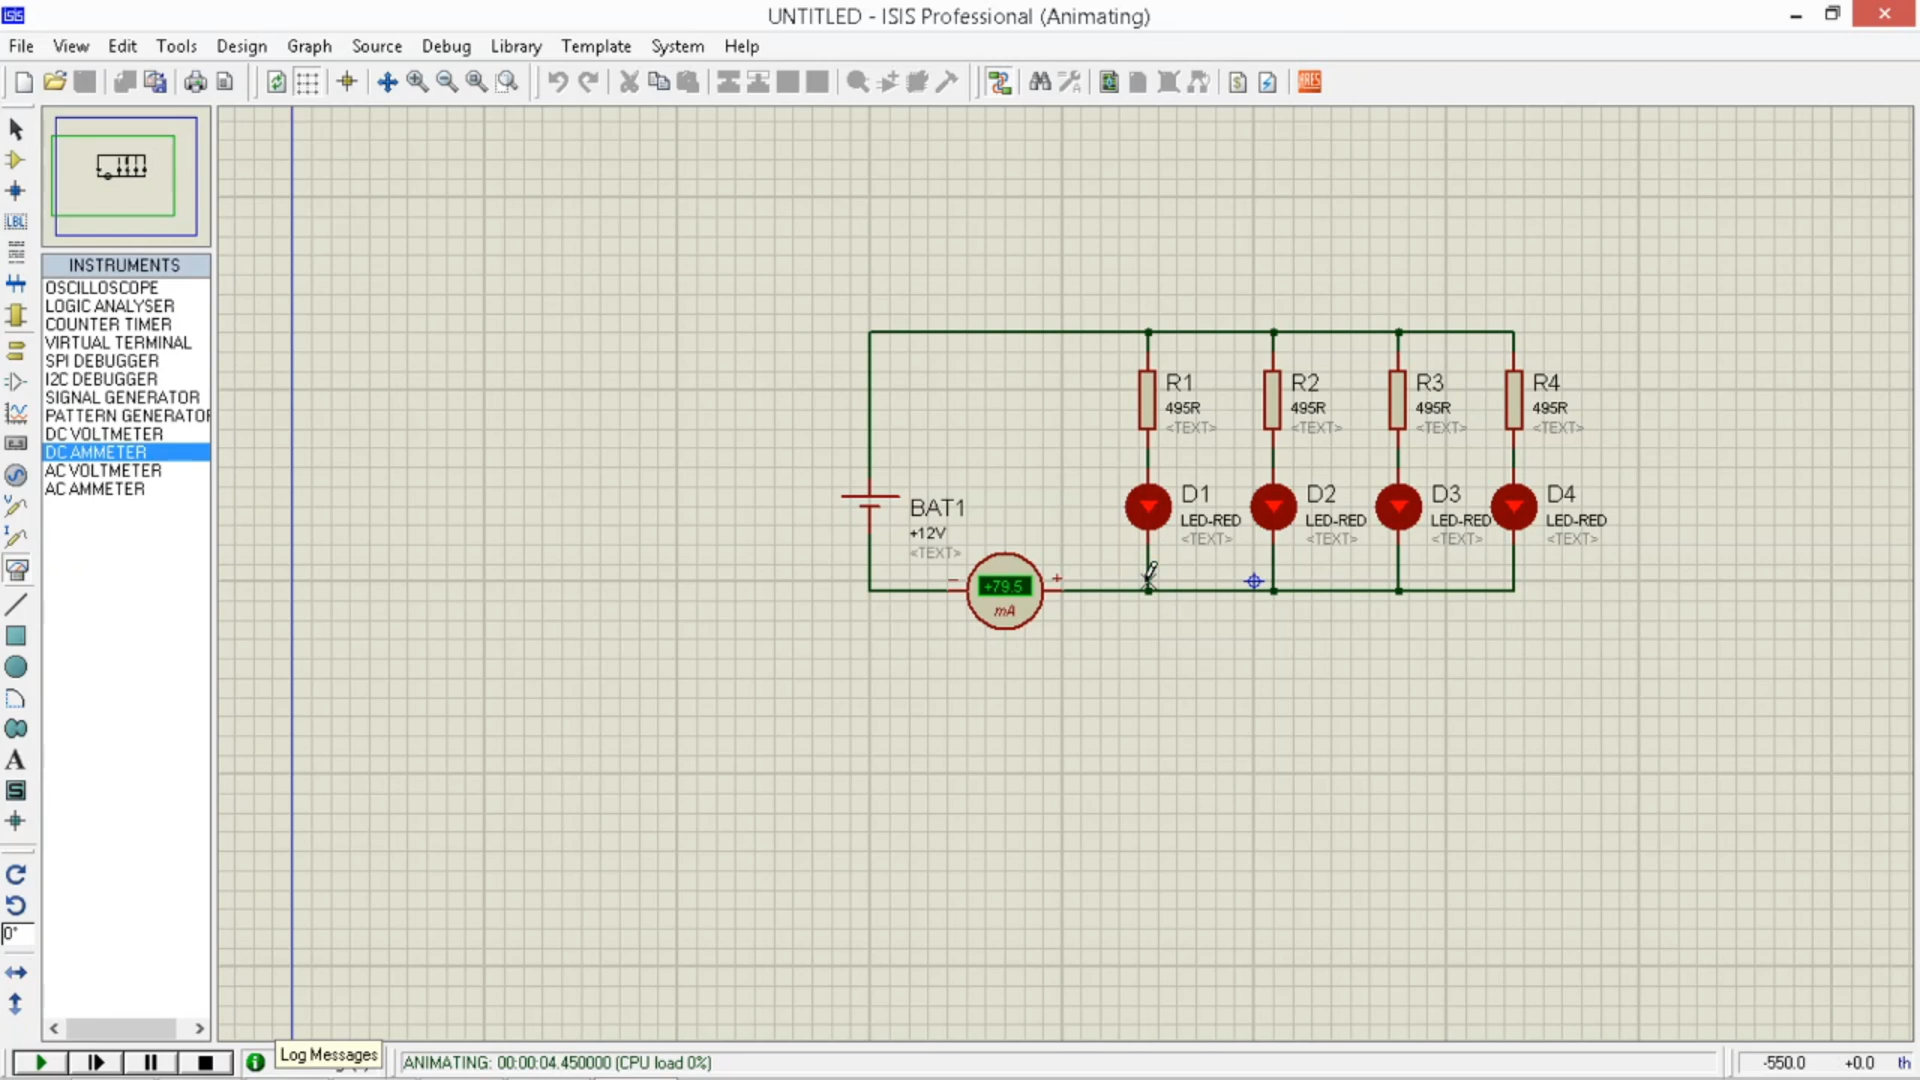 ISIS
UNTITLED - ISIS Professional (Animating)
File View Edit Tools Design Graph Source Debug Library Template System Help
ARES
LBL
INSTRUMENTS
OSCILLOSCOPE
LOGIC ANALYSER
COUNTER TIMER
VIRTUAL TERMINAL
SPI DEBUGGER
I2C DEBUGGER
SIGNAL GENERATOR
PATTERN GENERATOR
DC VOLTMETER
DC AMMETER
AC VOLTMETER
AC AMMETER
A
S
0°
R1
495R
<TEXT>
R2
495R
<TEXT>
R3
495R
<TEXT>
R4
495R
<TEXT>
BAT1
+12V
<TEXT>
D1
LED-RED
<TEXT>
D2
LED-RED
<TEXT>
D3
LED-RED
<TEXT>
D4
LED-RED
<TEXT>
+79.5
mA
Log Messages
ANIMATING: 00:00:04.450000 (CPU load 0%)
-550.0 +0.0 th